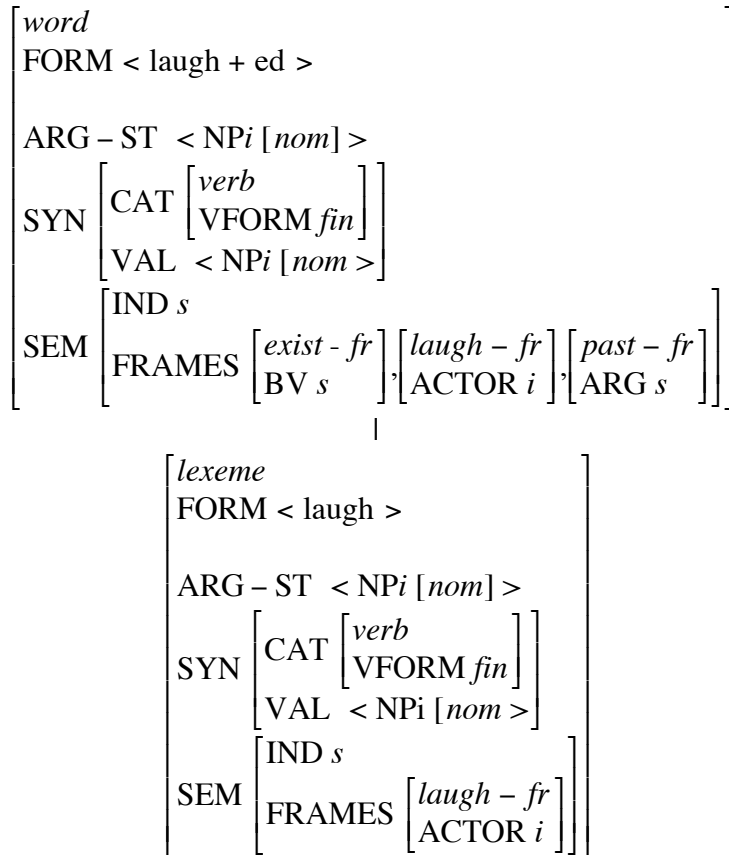 word
FORM < laugh + ed >
ARG – ST < NPi [nom] >
SYN [CAT [verb
VFORM fin]
VAL < NPi [nom >]
SEM [IND s
FRAMES [exist - fr
BV s],[laugh – fr
ACTOR i],[past – fr
ARG s]]
|
lexeme
FORM < laugh >
ARG – ST < NPi [nom] >
SYN [CAT [verb
VFORM fin]
VAL < NPi [nom >]
SEM [IND s
FRAMES [laugh – fr
ACTOR i]]